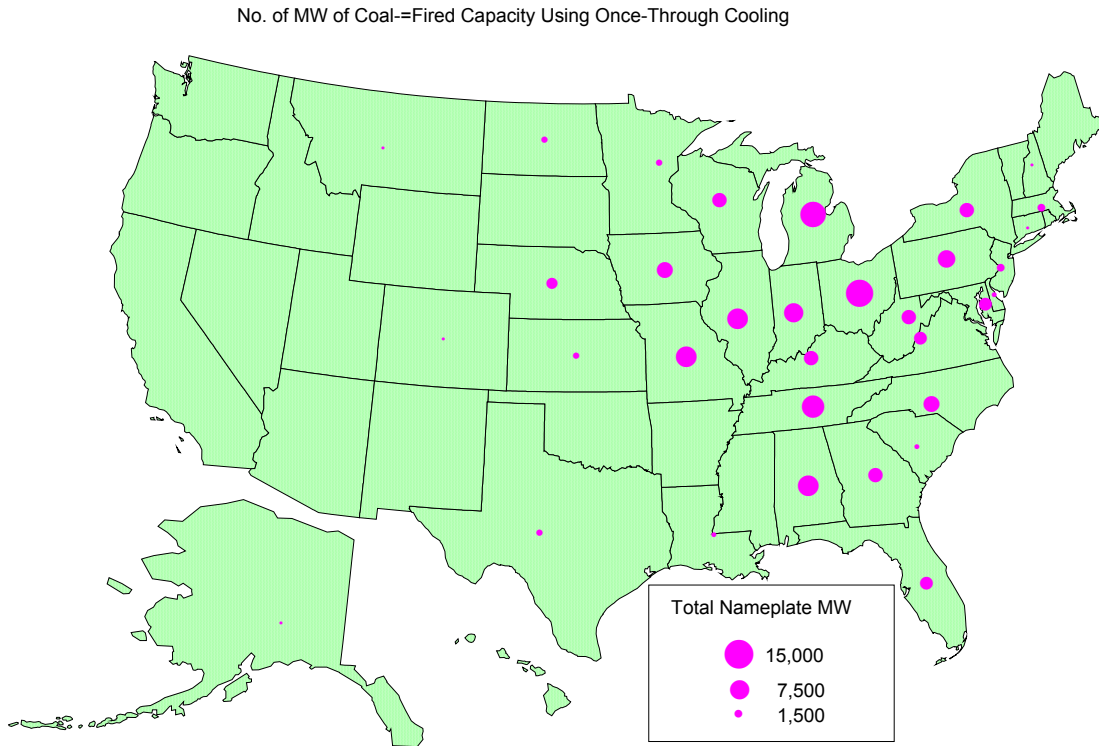 No. of MW of Coal-=Fired Capacity Using Once-Through Cooling
Total Nameplate MW
15,000
7,500
1,500